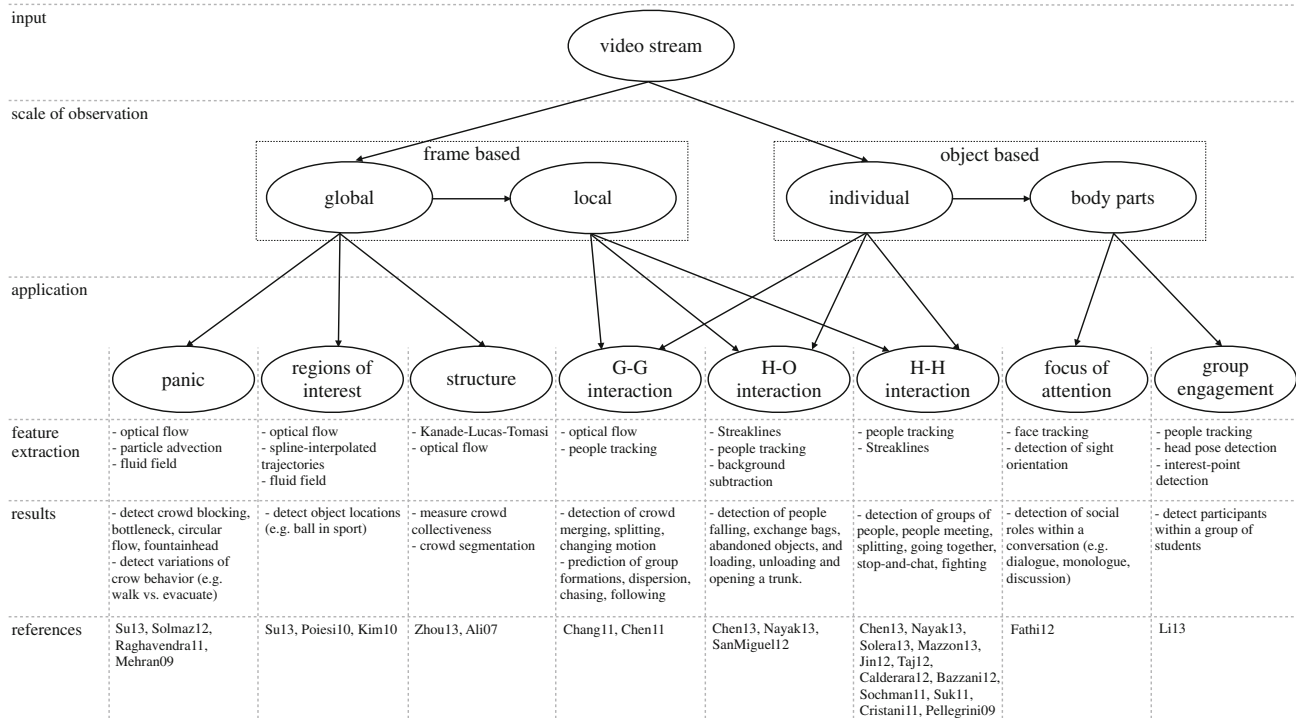 input
video stream
scale of observation
frame based
object based
global
local
individual
body parts
application
panic
regions of
interest
structure
G-G
interaction
H-O
interaction
H-H
interaction
focus of
attention
group
engagement
feature
extraction
- optical flow
- particle advection
- fluid field
- optical flow
- spline-interpolated
trajectories
- fluid field
- Kanade-Lucas-Tomasi
- optical flow
- optical flow
- people tracking
- Streaklines
- people tracking
- background
subtraction
- people tracking
- Streaklines
- face tracking
- detection of sight
orientation
- people tracking
- head pose detection
- interest-point
detection
results
- detect crowd blocking,
bottleneck, circular
flow, fountainhead
- detect variations of
crow behavior (e.g.
walk vs. evacuate)
- detect object locations
(e.g. ball in sport)
- measure crowd
collectiveness
- crowd segmentation
- detection of crowd
merging, splitting,
changing motion
- prediction of group
formations, dispersion,
chasing, following
- detection of people
falling, exchange bags,
abandoned objects, and
loading, unloading and
opening a trunk.
- detection of groups of
people, people meeting,
splitting, going together,
stop-and-chat, fighting
- detection of social
roles within a
conversation (e.g.
dialogue, monologue,
discussion)
- detect participants
within a group of
students
references
Su13, Solmaz12,
Raghavendra11,
Mehran09
Su13, Poiesi10, Kim10
Zhou13, Ali07
Chang11, Chen11
Chen13, Nayak13,
SanMiguel12
Chen13, Nayak13,
Solera13, Mazzon13,
Jin12, Taj12,
Calderara12, Bazzani12,
Sochman11, Suk11,
Cristani11, Pellegrini09
Fathi12
Li13